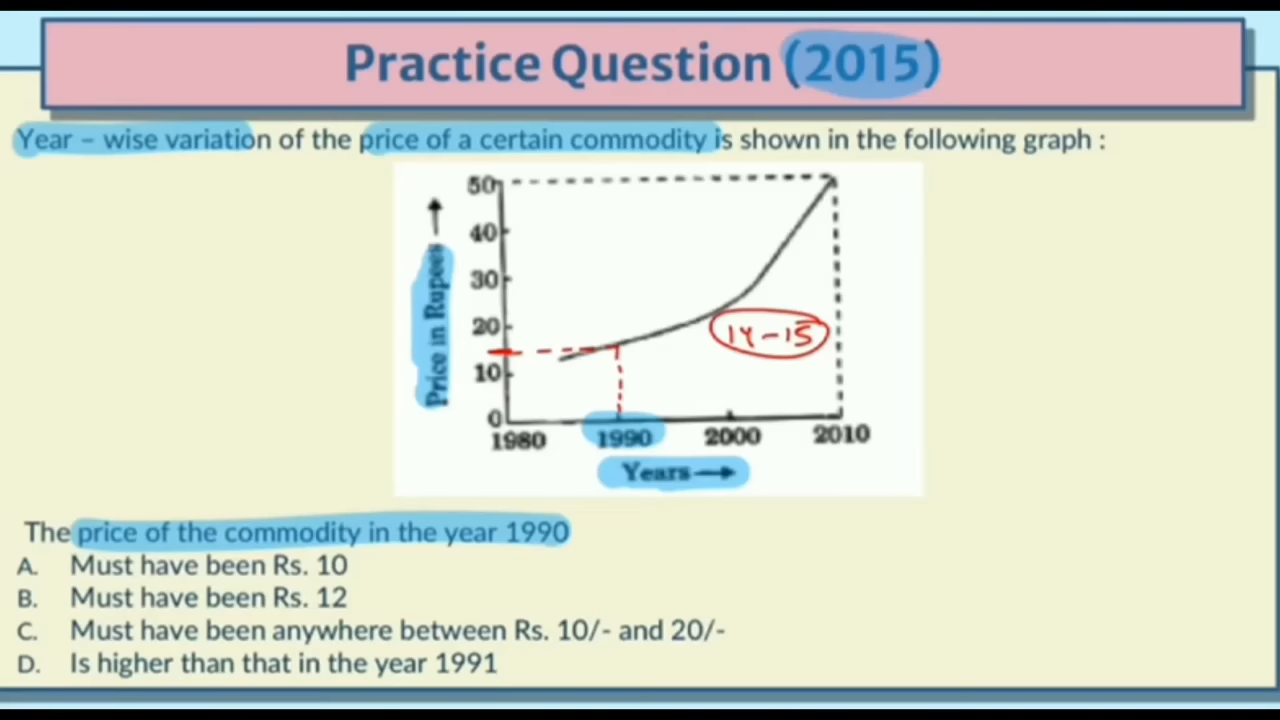 Practice Question (2015)
Year – wise variation of the price of a certain commodity is shown in the following graph :
50
40
30
20
10
0
Price in Rupees
14-15
1980 1990 2000 2010
Years
The price of the commodity in the year 1990
A. Must have been Rs. 10
B. Must have been Rs. 12
C. Must have been anywhere between Rs. 10/- and 20/-
D. Is higher than that in the year 1991